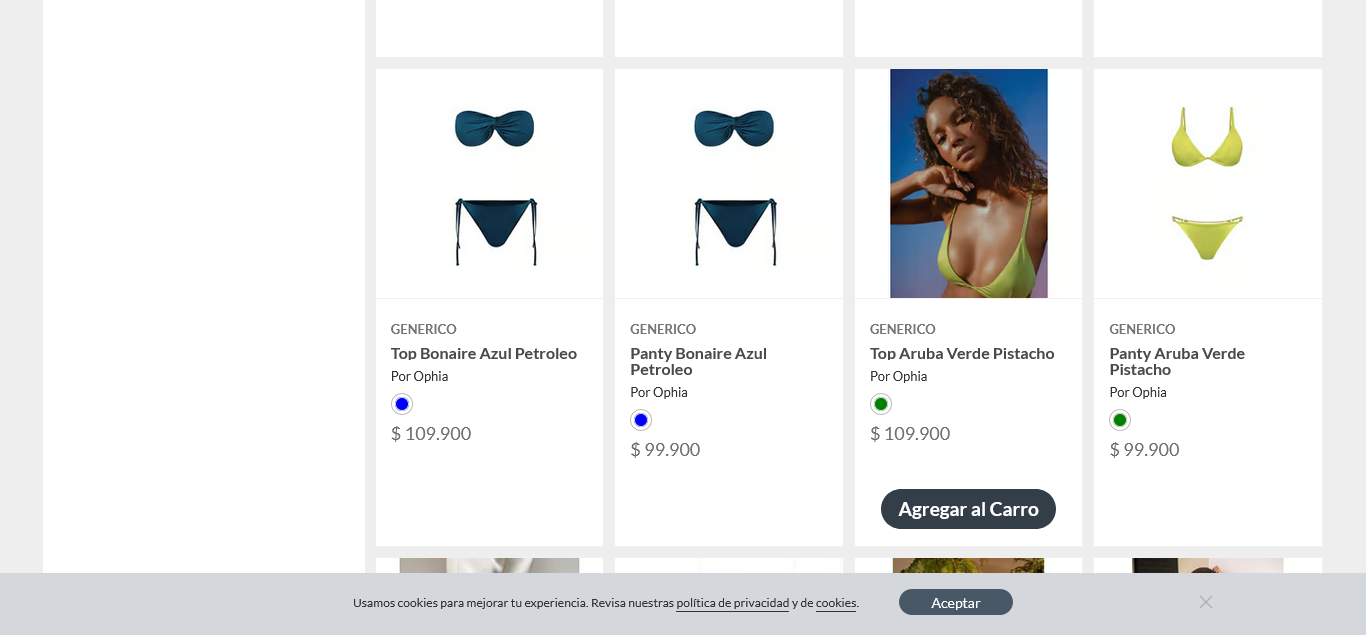 GENERICO
Top Bonaire Azul Petroleo
Por Ophia
$ 109.900
GENERICO
Panty Bonaire Azul
Petroleo
Por Ophia
$ 99.900
GENERICO
Top Aruba Verde Pistacho
Por Ophia
$ 109.900
Agregar al Carro
GENERICO
Panty Aruba Verde
Pistacho
Por Ophia
$ 99.900
Usamos cookies para mejorar tu experiencia. Revisa nuestras política de privacidad y de cookies.
Aceptar